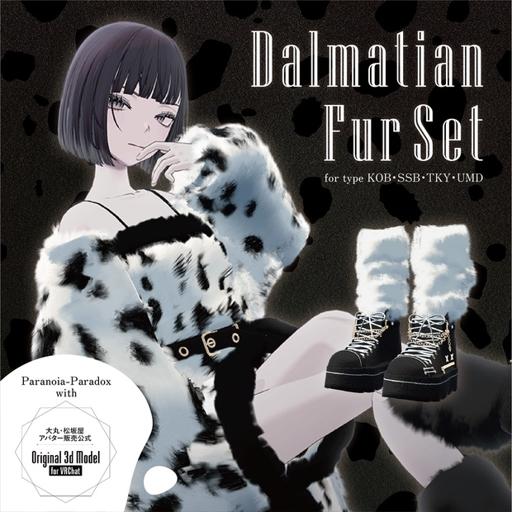 Dalmatian
Fur Set
for type KOB・SSB・TKY・UMD
Paranoia-Paradox
with
大丸・松坂屋
アバター販売公式
Original 3d Model
for VRChat